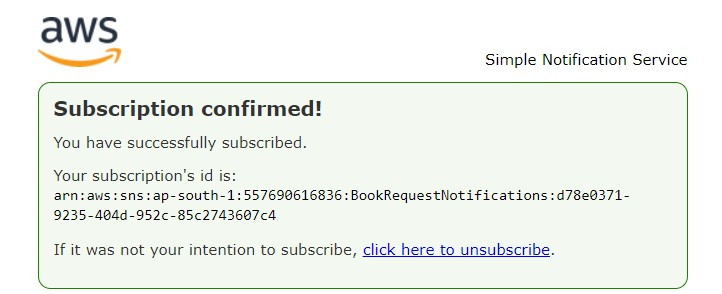 aws
Simple Notification Service
Subscription confirmed!
You have successfully subscribed.
Your subscription's id is:
arn:aws:sns:ap-south-1:557690616836:BookRequestNotifications:d78e0371-
9235-404d-952c-85c2743607c4
If it was not your intention to subscribe, click here to unsubscribe.